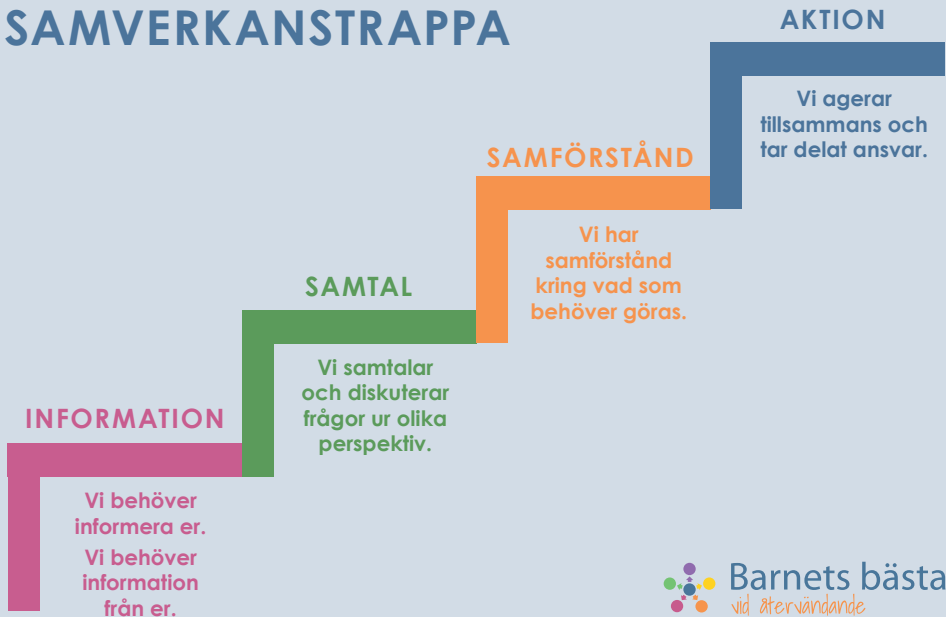 SAMVERKANSTRAPPA
AKTION
Vi agerar
tillsammans och
tar delat ansvar.
SAMFÖRSTÅND
Vi har
samförstånd
kring vad som
behöver göras.
SAMTAL
Vi samtalar
och diskuterar
frågor ur olika
perspektiv.
INFORMATION
Vi behöver
informera er.
Vi behöver
information
från er.
Barnets bästa
vid återvändande